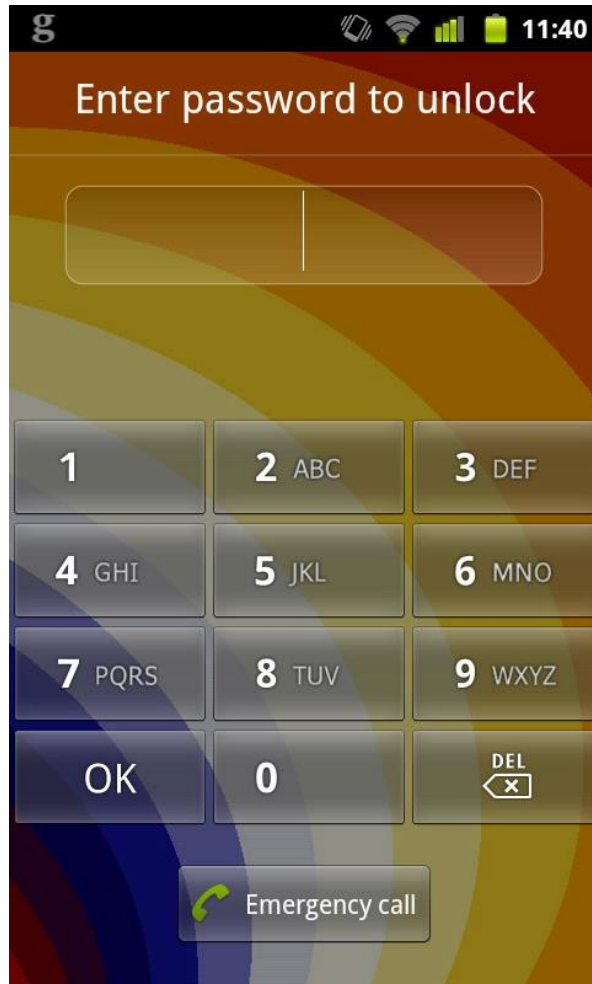 g 11:40
Enter password to unlock
1 2 ABC 3 DEF
4 GHI 5 JKL 6 MNO
7 PQRS 8 TUV 9 WXYZ
OK 0 DEL
Emergency call